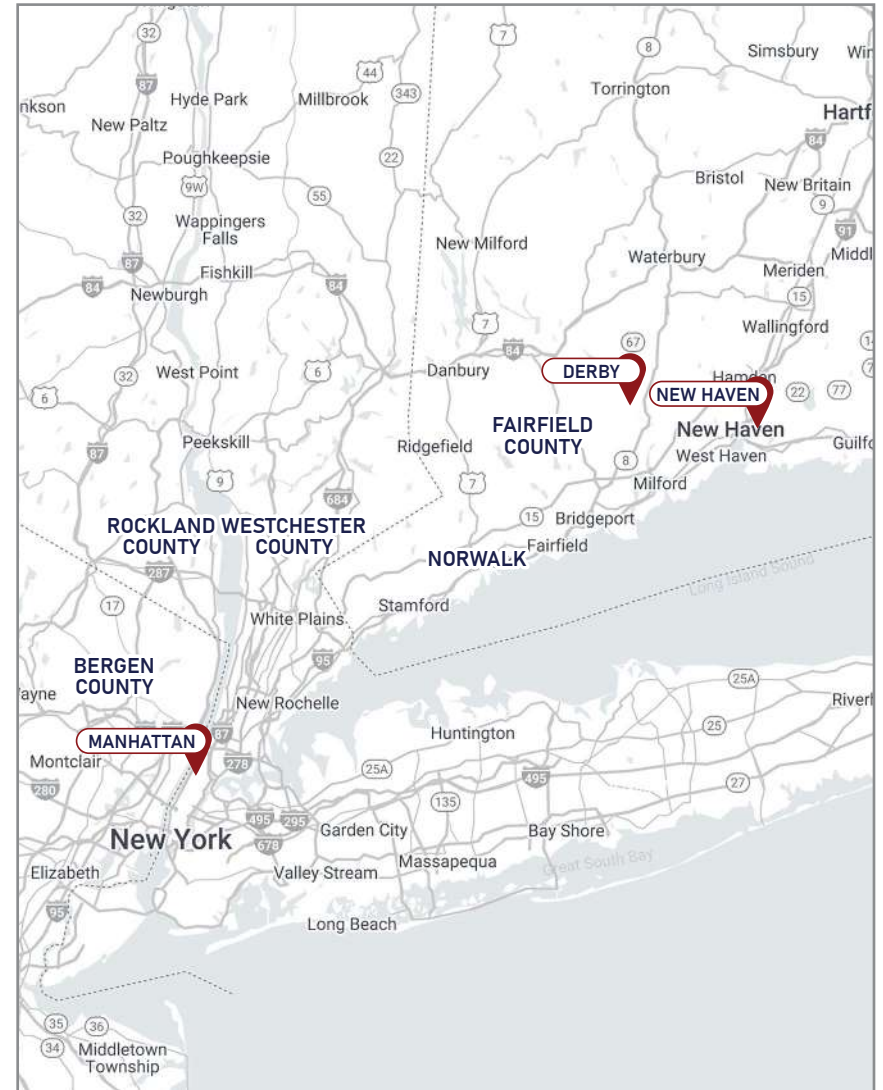 32
7
8
Simsbury
Win
44
87
Torrington
nkson
Hyde Park
Millbrook
343
New Paltz
Hartf
84
22
Poughkeepsie
9W
Bristol
New Britain
55
9
32
Wappingers
Falls
91
New Milford
Waterbury
Middl
87
Fishkill
Meriden
84
84
Newburgh
15
7
Wallingford
67
84
West Point
6
Danbury
DERBY
32
Hamden
6
NEW HAVEN
22
77
FAIRFIELD
COUNTY
New Haven
Peekskill
Ridgefield
Guilfo
87
West Haven
8
9
7
Milford
684
15
Bridgeport
ROCKLAND
COUNTY
WESTCHESTER
COUNTY
Fairfield
NORWALK
287
Long Island Sound
17
Stamford
White Plains
95
BERGEN
COUNTY
25A
ayne
New Rochelle
Riverh
87
25
Huntington
MANHATTAN
Montclair
278
25A
495
27
280
135
495
295
New York
Garden City
Bay Shore
678
Massapequa
Great South Bay
Elizabeth
Valley Stream
95
Long Beach
35
36
34
Middletown
Township